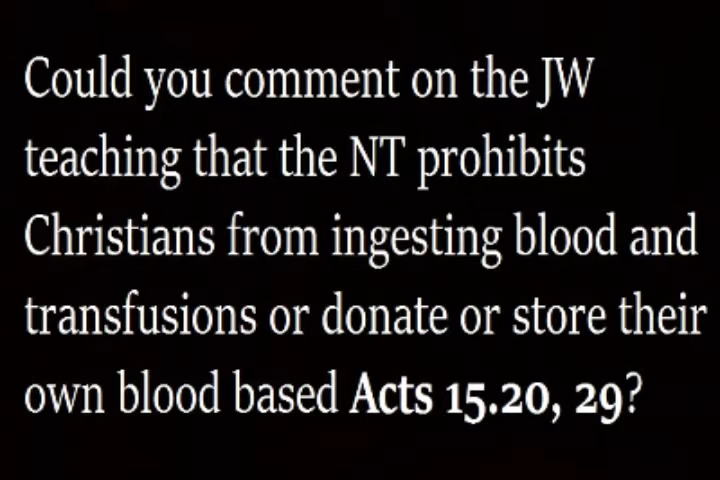 Could you comment on the JW
teaching that the NT prohibits
Christians from ingesting blood and
transfusions or donate or store their
own blood based Acts 15.20, 29?